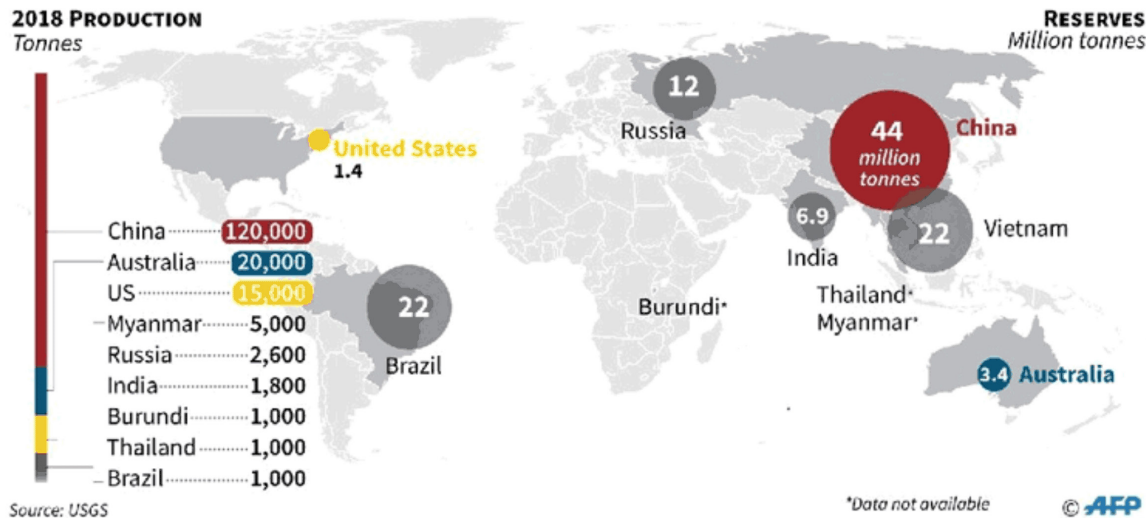 2018 PRODUCTION
Tonnes
RESERVES
Million tonnes
12
Russia
44
million
tonnes
China
United States
1.4
6.9
India
22
Vietnam
China 120,000
Australia 20,000
US 15,000
Myanmar 5,000
Russia 2,600
India 1,800
Burundi 1,000
Thailand 1,000
Brazil 1,000
22
Brazil
Burundi*
Thailand*
Myanmar*
3.4
Australia
Source: USGS
*Data not available
© AFP